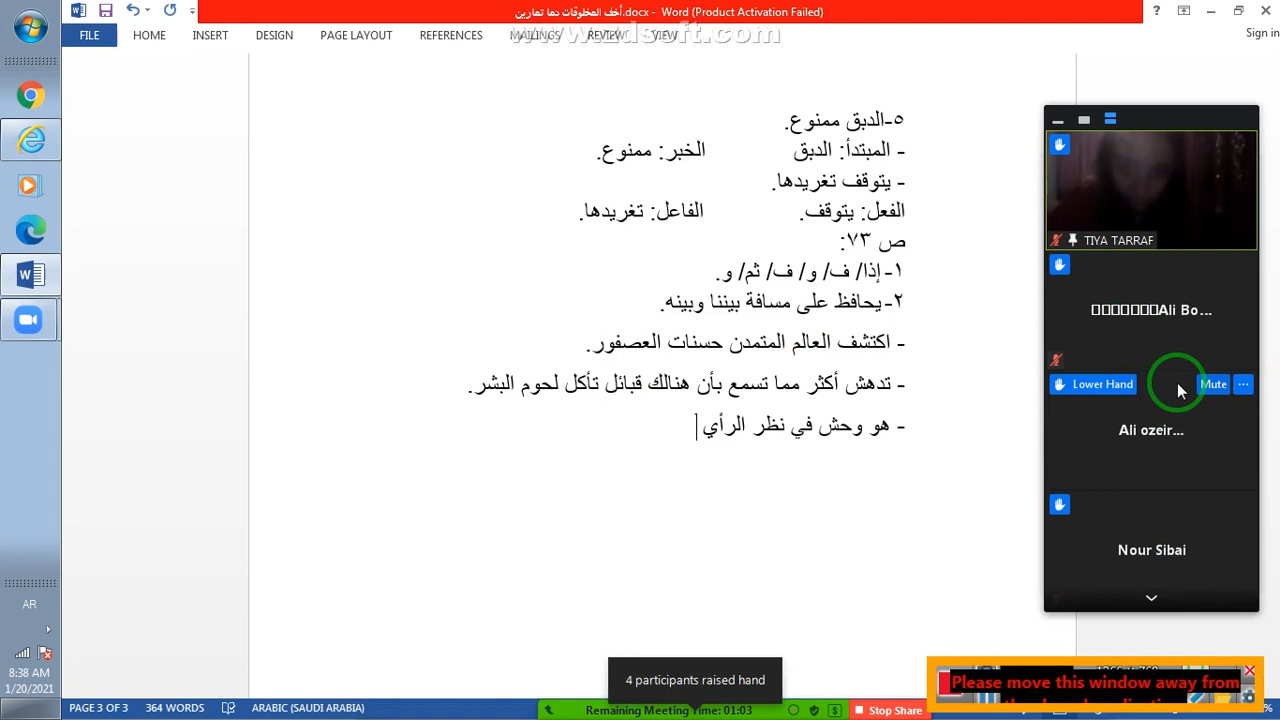 أخف المخلوقات دما تمارين.docx - Word (Product Activation Failed)
FILE HOME INSERT DESIGN PAGE LAYOUT REFERENCES MAILINGS REVIEW VIEW
www.zdsoft.com
Sign in
٥-الدبق ممنوع.
- المبتدأ: الدبق الخبر: ممنوع.
- يتوقف تغريدها.
الفعل: يتوقف. الفاعل: تغريدها.
ص ٧٣:
١-إذا/ ف/ و/ ف/ ثم/ و.
٢-يحافظ على مسافة بيننا وبينه.
- اكتشف العالم المتمدن حسنات العصفور.
- تدهش أكثر مما تسمع بأن هنالك قبائل تأكل لحوم البشر.
- هو وحش في نظر الرأي
TIYA TARRAF
Ali Bo...
Lower Hand Mute ...
Ali ozeir...
Nour Sibai
4 participants raised hand
Please move this window away from
Remaining Meeting Time: 01:03
Stop Share
AR
8:38 AM
1/20/2021
PAGE 3 OF 3 364 WORDS ARABIC (SAUDI ARABIA)